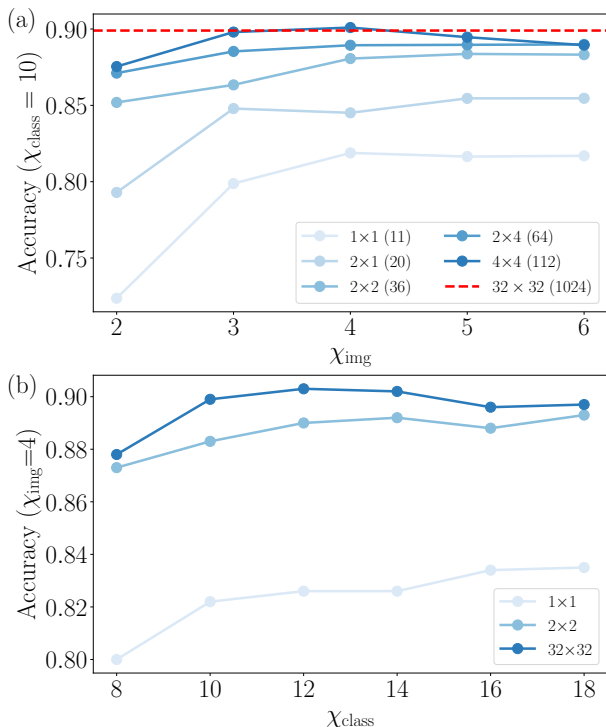 (a)
Accuracy (χclass = 10)
0.90
0.85
0.80
0.75
1×1 (11)
2×1 (20)
2×2 (36)
2×4 (64)
4×4 (112)
32 × 32 (1024)
2 3 4 5 6
χimg
(b)
Accuracy (χimg=4)
0.90
0.88
0.86
0.84
0.82
0.80
1×1
2×2
32×32
8 10 12 14 16 18
χclass